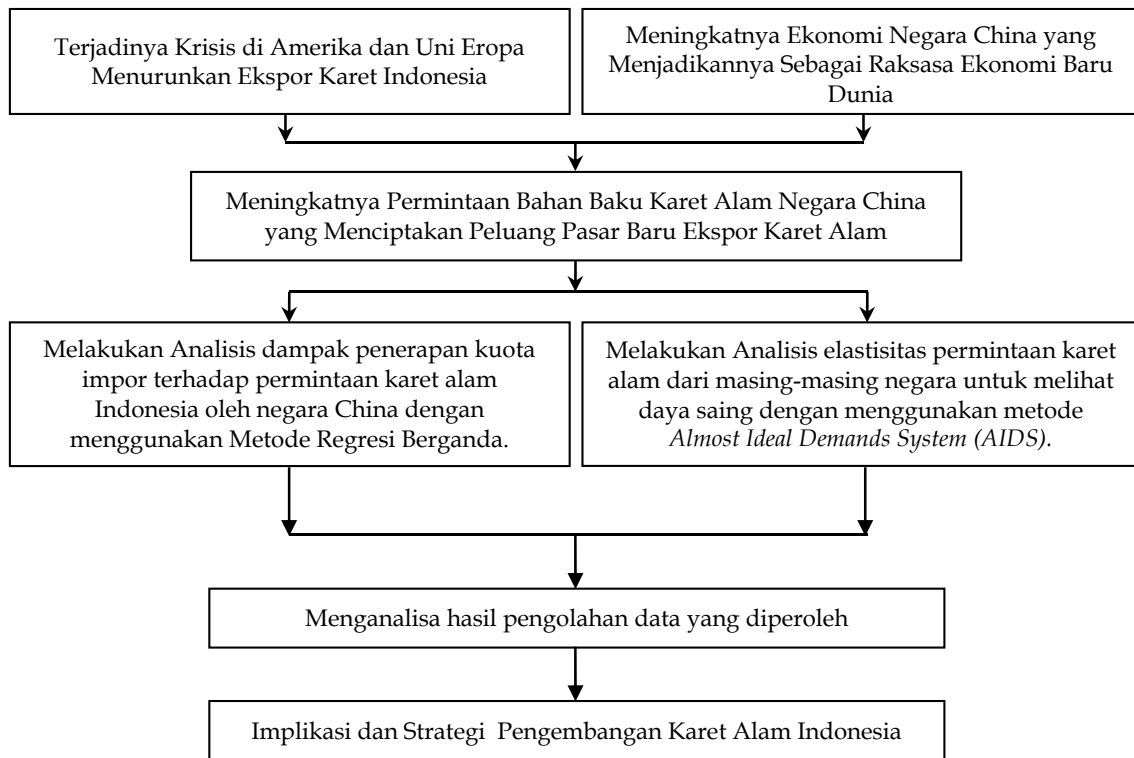 Terjadinya Krisis di Amerika dan Uni Eropa
Menurunkan Ekspor Karet Indonesia
Meningkatnya Ekonomi Negara China yang
Menjadikannya Sebagai Raksasa Ekonomi Baru
Dunia
Meningkatnya Permintaan Bahan Baku Karet Alam Negara China
yang Menciptakan Peluang Pasar Baru Ekspor Karet Alam
Melakukan Analisis dampak penerapan kuota
impor terhadap permintaan karet alam
Indonesia oleh negara China dengan
menggunakan Metode Regresi Berganda.
Melakukan Analisis elastisitas permintaan karet
alam dari masing-masing negara untuk melihat
daya saing dengan menggunakan metode
Almost Ideal Demands System (AIDS).
Menganalisa hasil pengolahan data yang diperoleh
Implikasi dan Strategi Pengembangan Karet Alam Indonesia